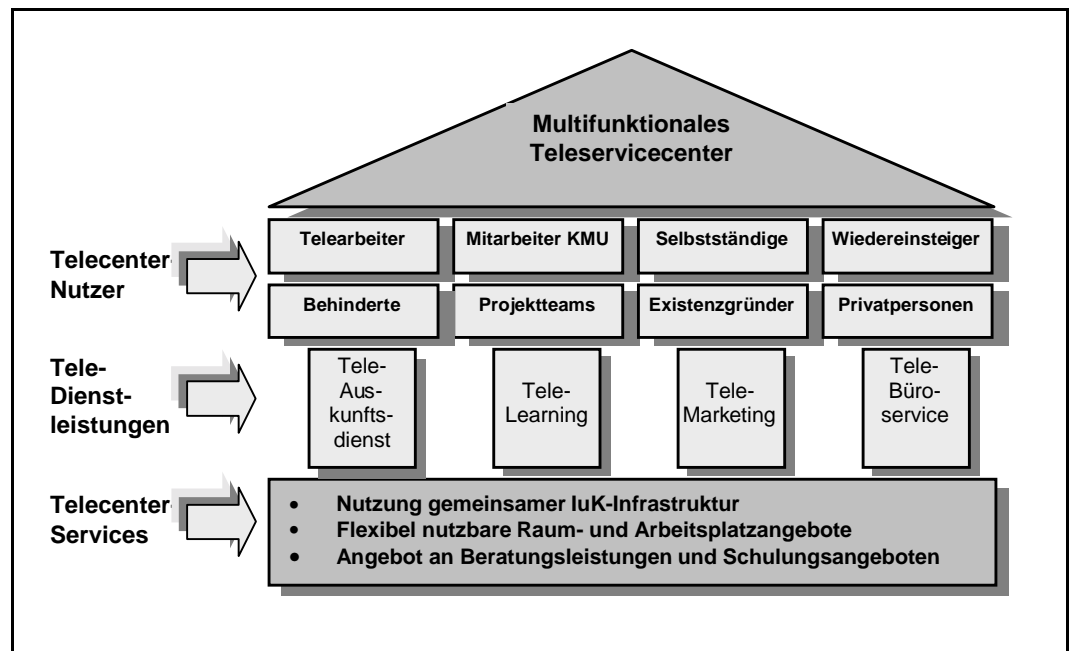 Multifunktionales
Teleservicecenter
Telecenter-
Nutzer
Telearbeiter
Mitarbeiter KMU
Selbstständige
Wiedereinsteiger
Behinderte
Projektteams
Existenzgründer
Privatpersonen
Tele-
Dienst-
leistungen
Tele-
Aus-
kunfts-
dienst
Tele-
Learning
Tele-
Marketing
Tele-
Büro-
service
Telecenter-
Services
• Nutzung gemeinsamer IuK-Infrastruktur
• Flexibel nutzbare Raum- und Arbeitsplatzangebote
• Angebot an Beratungsleistungen und Schulungsangeboten